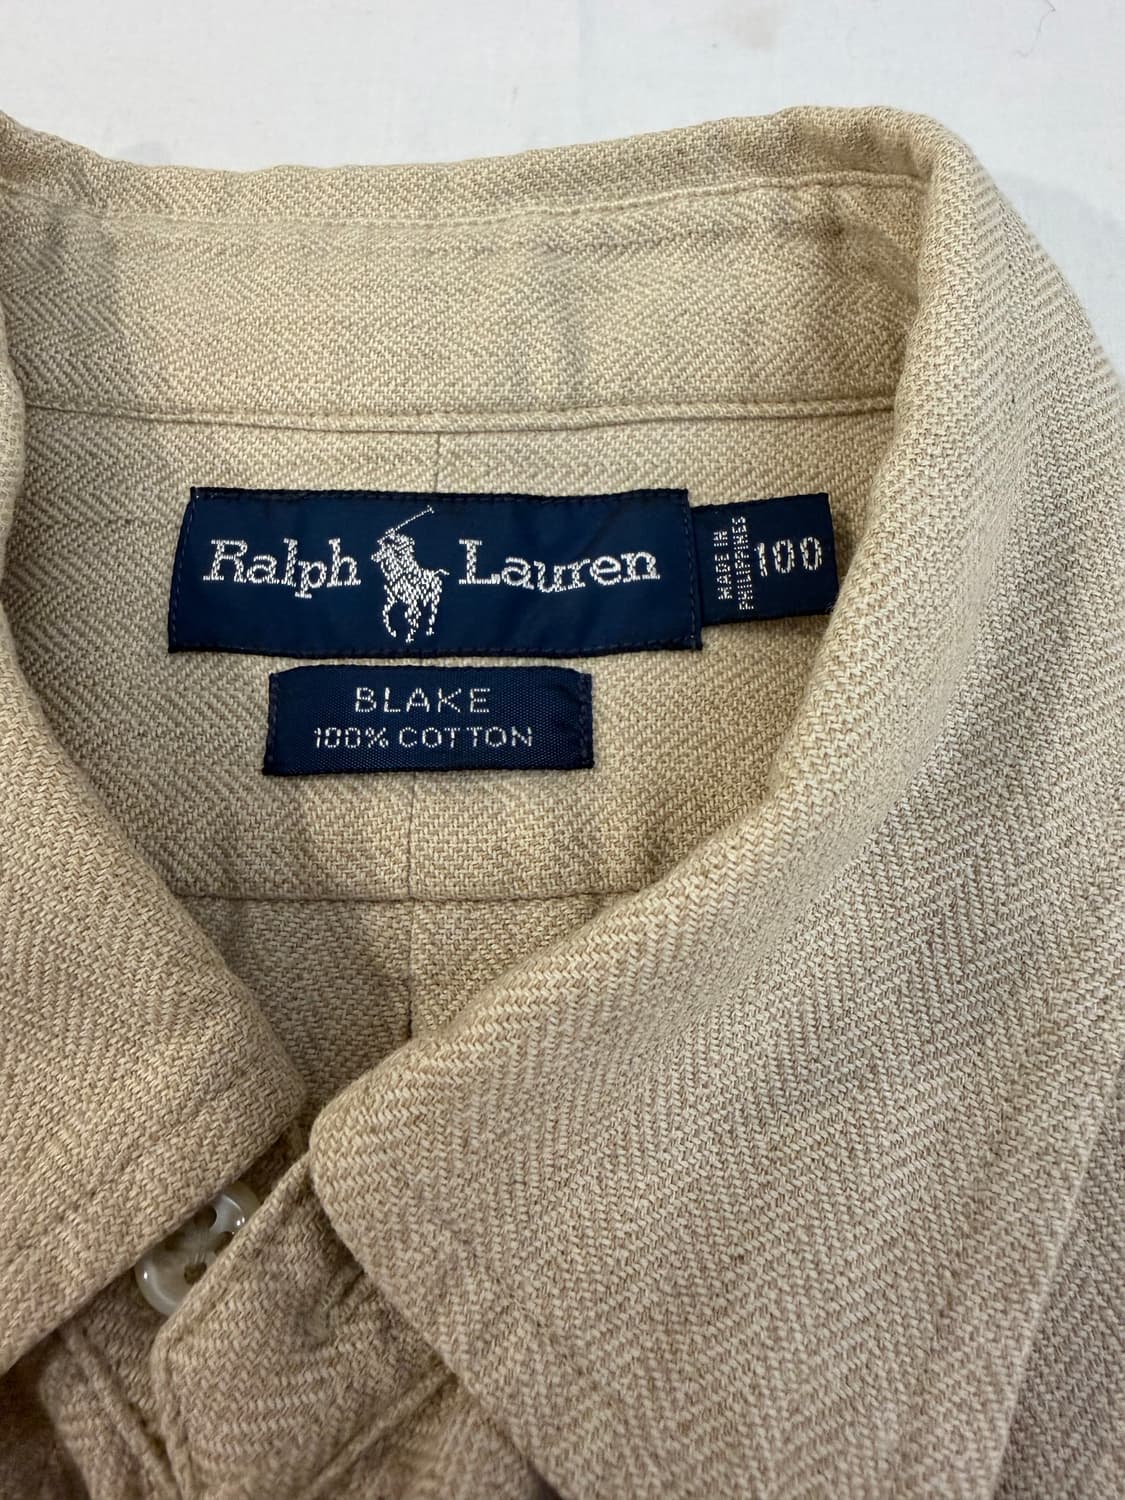 Ralph Lauren
MADE IN
PHILIPPINES
100
BLAKE
100% COTTON